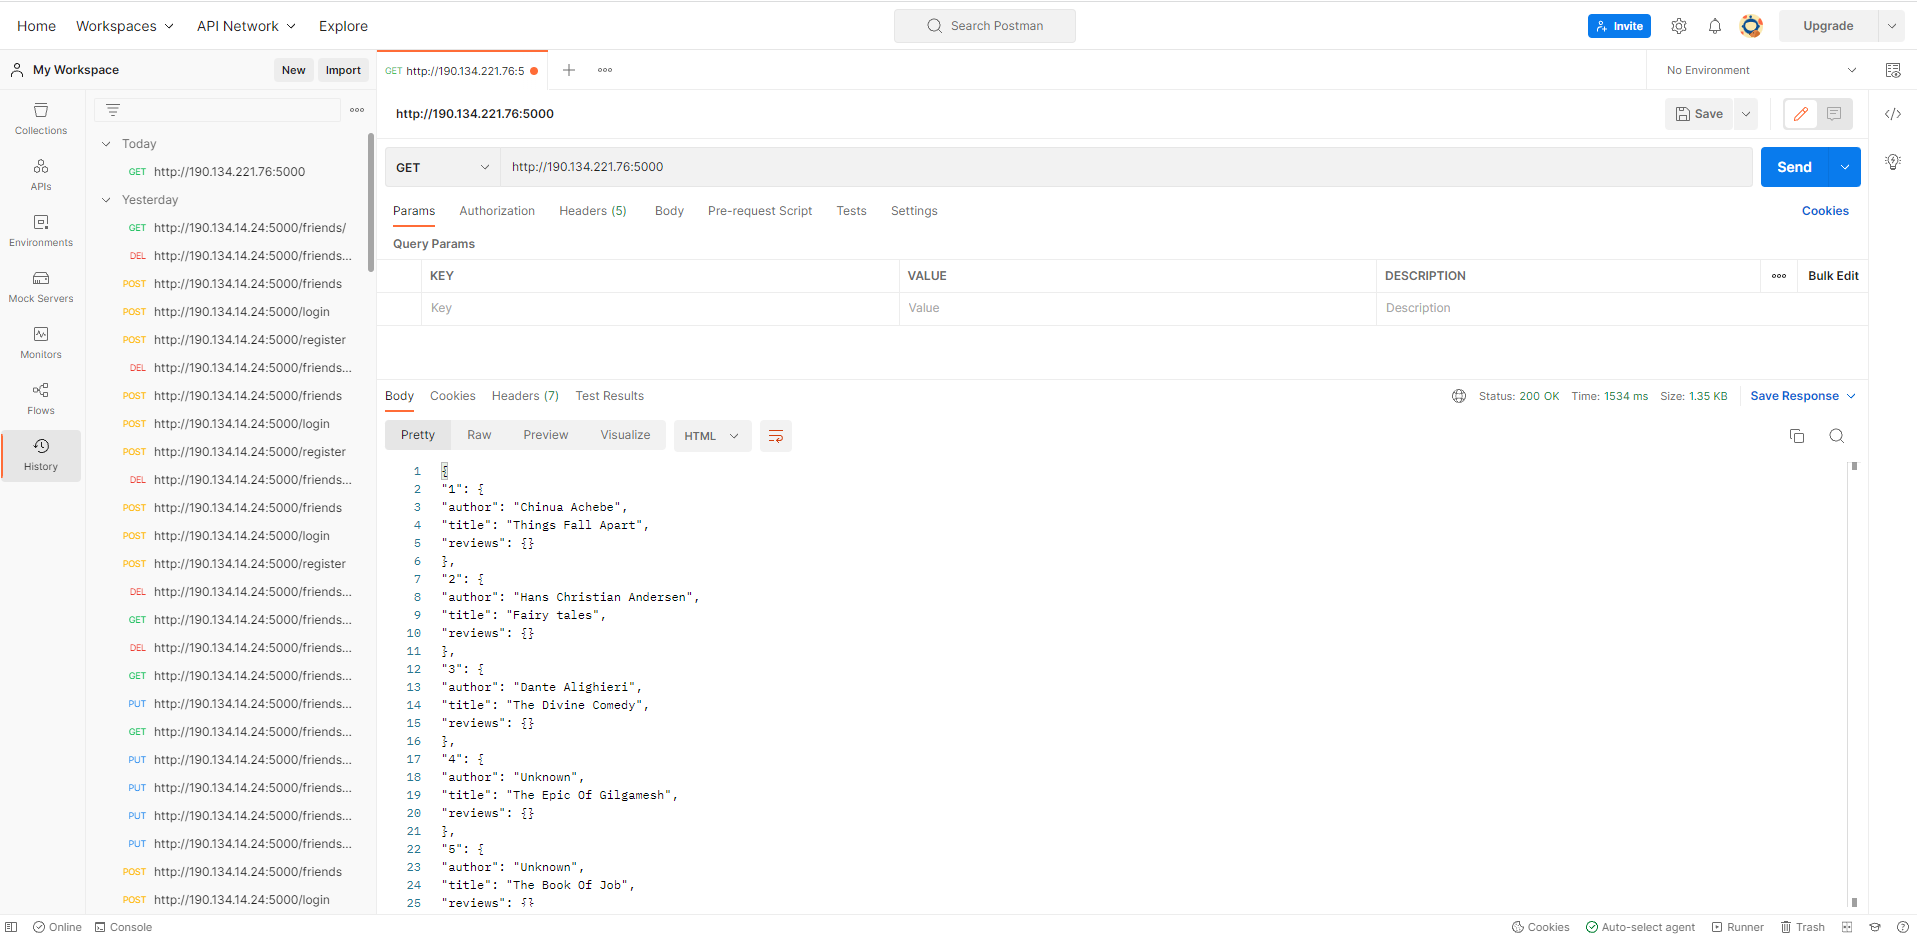 Home Workspaces API Network Explore Search Postman Invite Upgrade
My Workspace New Import GET http://190.134.221.76:5 No Environment
Collections
APIs
Environments
Mock Servers
Monitors
Flows
History
Today
GET http://190.134.221.76:5000
Yesterday
GET http://190.134.14.24:5000/friends/
DEL http://190.134.14.24:5000/friends...
POST http://190.134.14.24:5000/friends
POST http://190.134.14.24:5000/login
POST http://190.134.14.24:5000/register
DEL http://190.134.14.24:5000/friends...
POST http://190.134.14.24:5000/friends
POST http://190.134.14.24:5000/login
POST http://190.134.14.24:5000/register
DEL http://190.134.14.24:5000/friends...
POST http://190.134.14.24:5000/friends
POST http://190.134.14.24:5000/login
POST http://190.134.14.24:5000/register
DEL http://190.134.14.24:5000/friends...
GET http://190.134.14.24:5000/friends...
DEL http://190.134.14.24:5000/friends...
GET http://190.134.14.24:5000/friends...
PUT http://190.134.14.24:5000/friends...
GET http://190.134.14.24:5000/friends...
PUT http://190.134.14.24:5000/friends...
PUT http://190.134.14.24:5000/friends...
PUT http://190.134.14.24:5000/friends...
PUT http://190.134.14.24:5000/friends...
POST http://190.134.14.24:5000/friends
POST http://190.134.14.24:5000/login
http://190.134.221.76:5000 Save
GET http://190.134.221.76:5000 Send
Params Authorization Headers (5) Body Pre-request Script Tests Settings Cookies
Query Params
KEY VALUE DESCRIPTION Bulk Edit
Key Value Description
Body Cookies Headers (7) Test Results Status: 200 OK Time: 1534 ms Size: 1.35 KB Save Response
Pretty Raw Preview Visualize HTML
1 {
2 "1": {
3 "author": "Chinua Achebe",
4 "title": "Things Fall Apart",
5 "reviews": {}
6 },
7 "2": {
8 "author": "Hans Christian Andersen",
9 "title": "Fairy tales",
10 "reviews": {}
11 },
12 "3": {
13 "author": "Dante Alighieri",
14 "title": "The Divine Comedy",
15 "reviews": {}
16 },
17 "4": {
18 "author": "Unknown",
19 "title": "The Epic Of Gilgamesh",
20 "reviews": {}
21 },
22 "5": {
23 "author": "Unknown",
24 "title": "The Book Of Job",
25 "reviews": {}
Online Console Cookies Auto-select agent Runner Trash